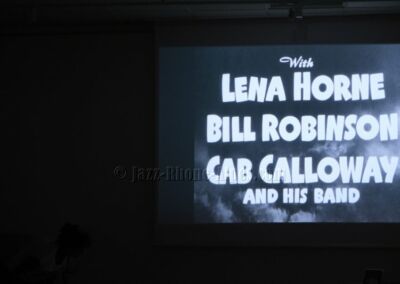 With
LENA HORNE
BILL ROBINSON
CAB CALLOWAY
AND HIS BAND